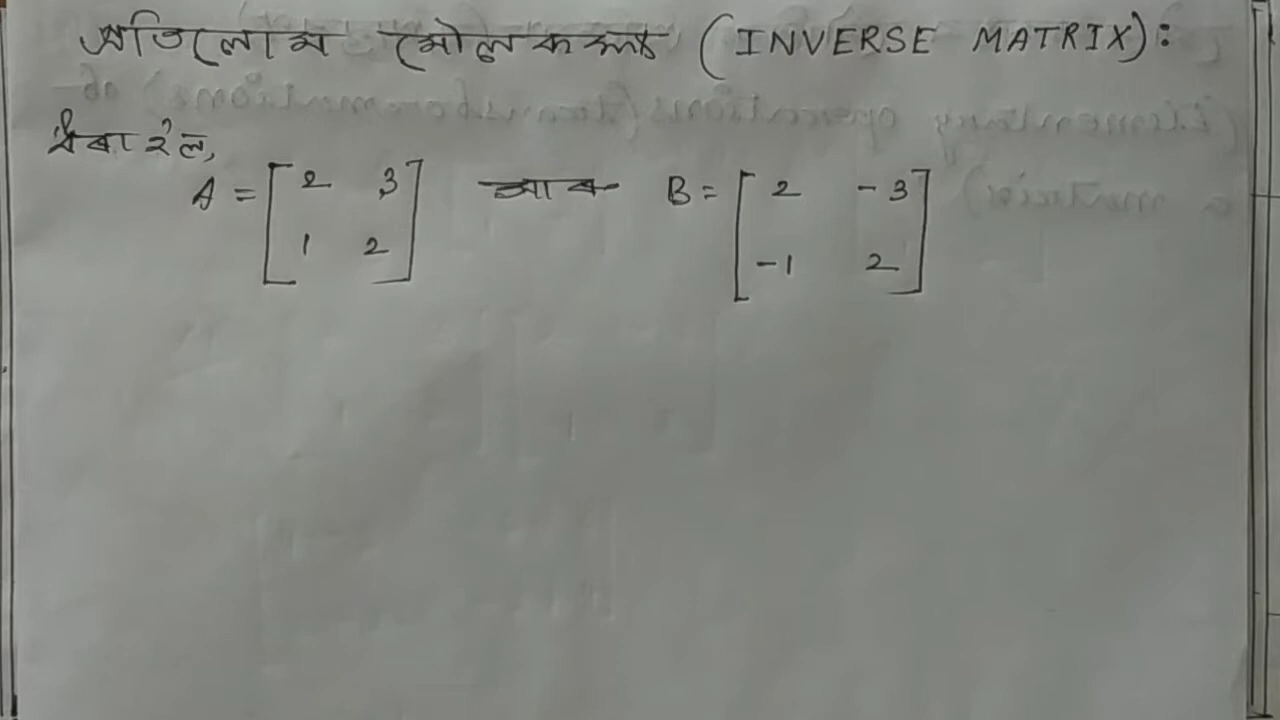 প্ৰতিলোম মৌলকক্ষ (INVERSE MATRIX):
ধৰা হ'ল,
A = [ 2 3 আৰু B = [ 2 -3
1 2 ] -1 2 ]